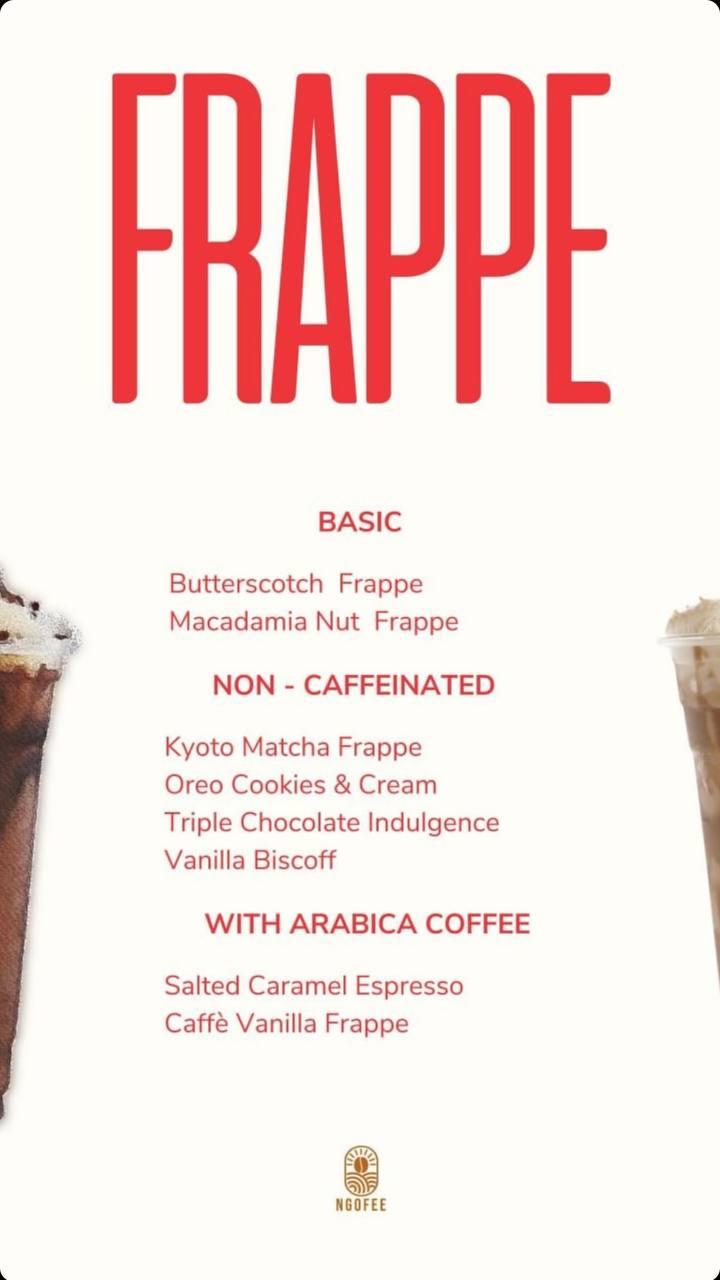 FRAPPE
BASIC
Butterscotch Frappe
Macadamia Nut Frappe
NON - CAFFEINATED
Kyoto Matcha Frappe
Oreo Cookies & Cream
Triple Chocolate Indulgence
Vanilla Biscoff
WITH ARABICA COFFEE
Salted Caramel Espresso
Caffè Vanilla Frappe
NGOFEE